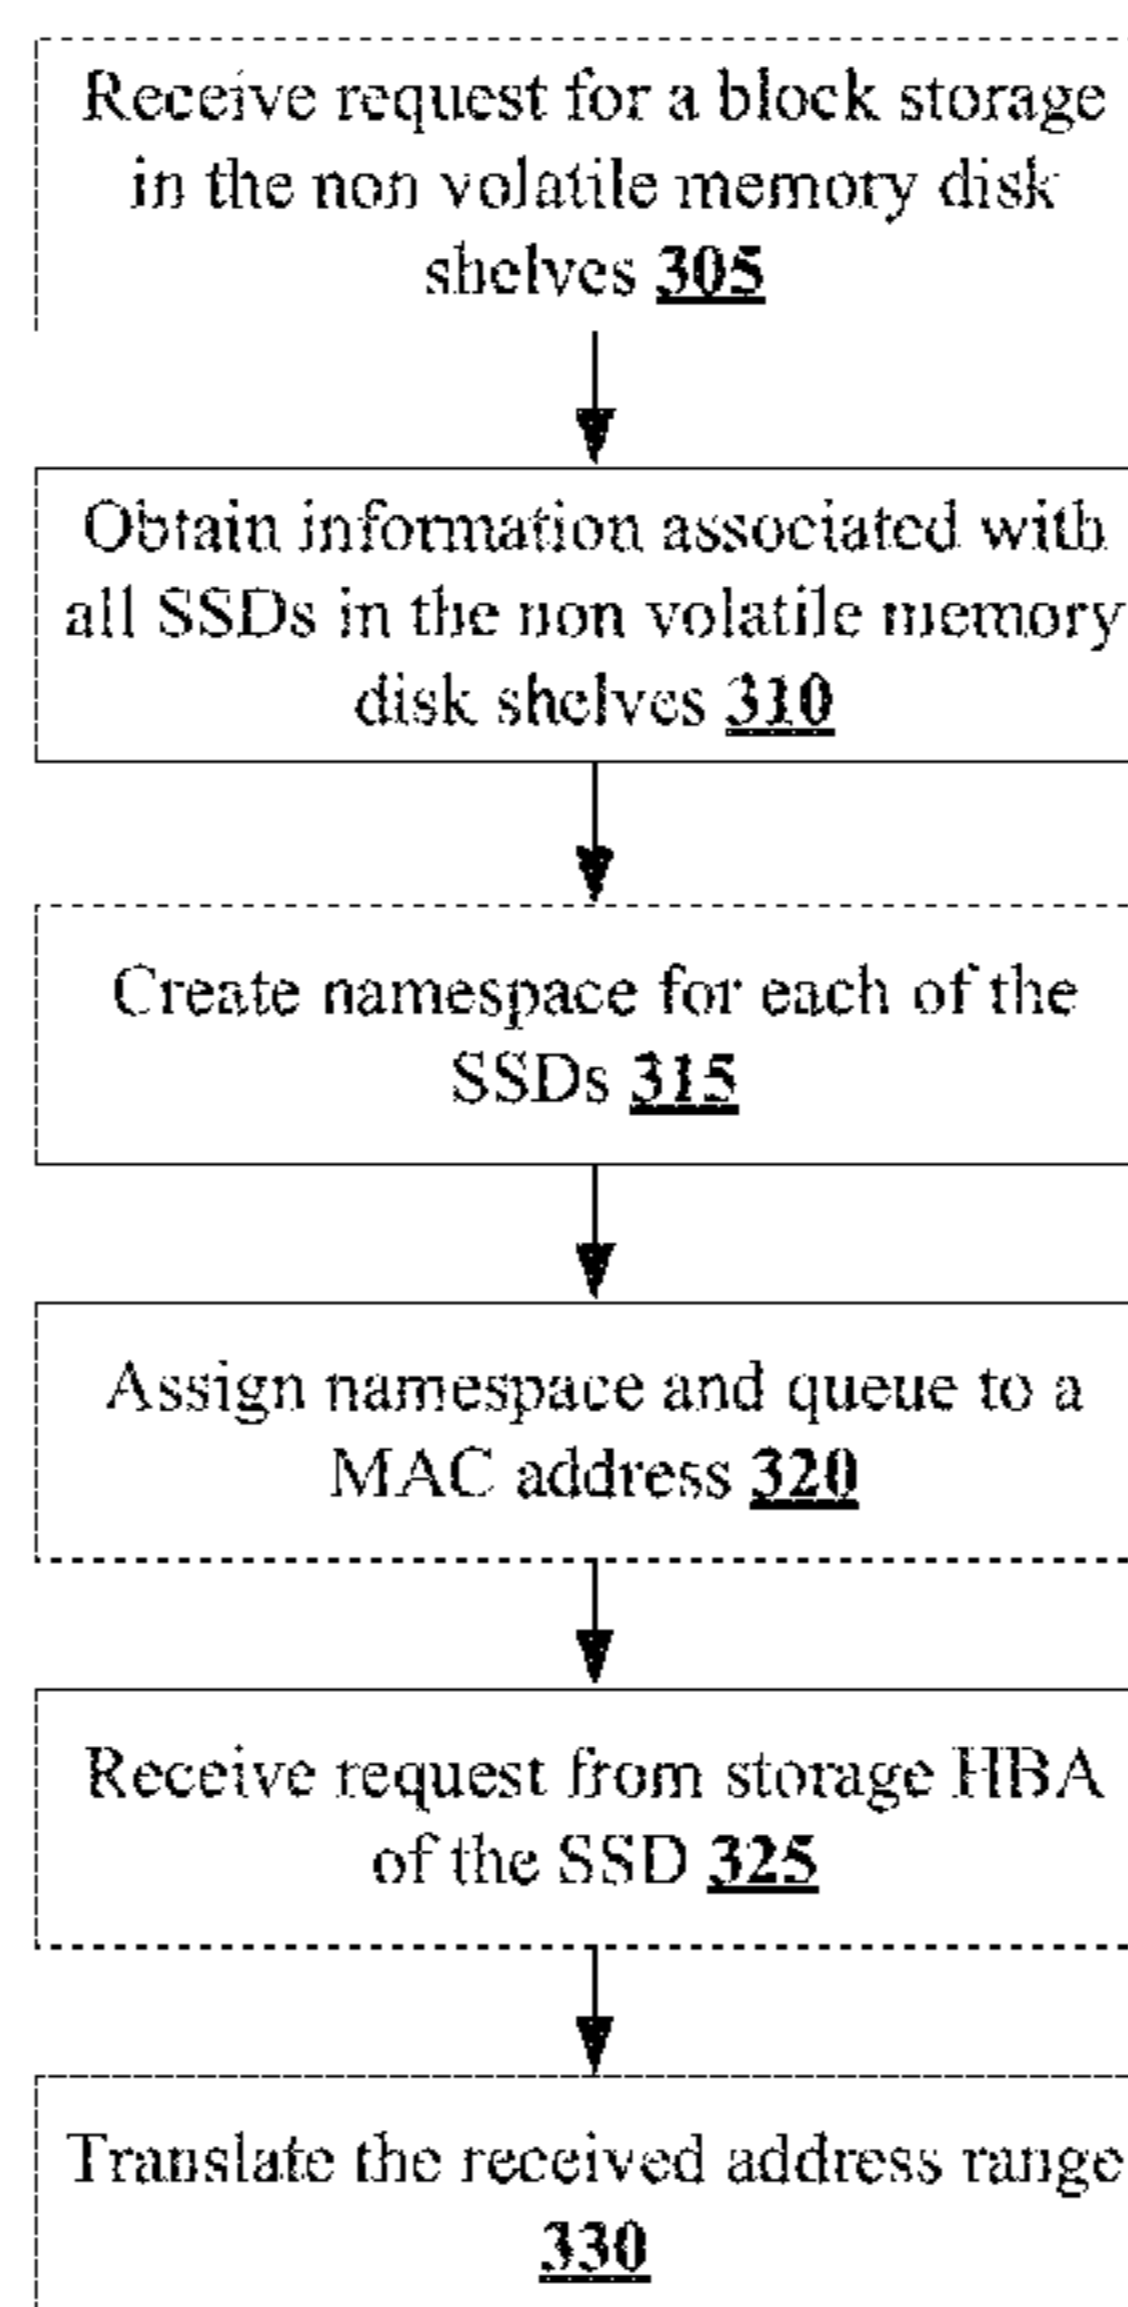 Receive request for a block storage
in the non volatile memory disk
shelves 305
Obtain information associated with
all SSDs in the non volatile memory
disk shelves 310
Create namespace for each of the
SSDs 315
Assign namespace and queue to a
MAC address 320
Receive request from storage HBA
of the SSD 325
Translate the received address range
330